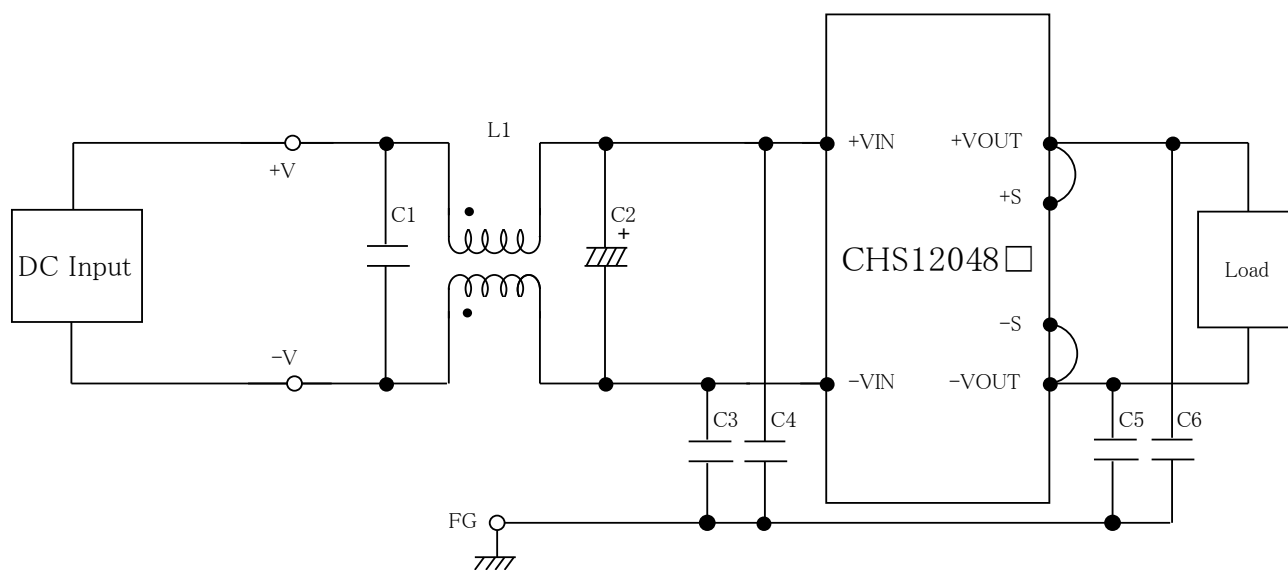 L1
+VIN
+VOUT
+V
+S
C1
C2
+
DC Input
CHS12048□
Load
-S
-V
-VIN
-VOUT
C3
C4
C5
C6
FG